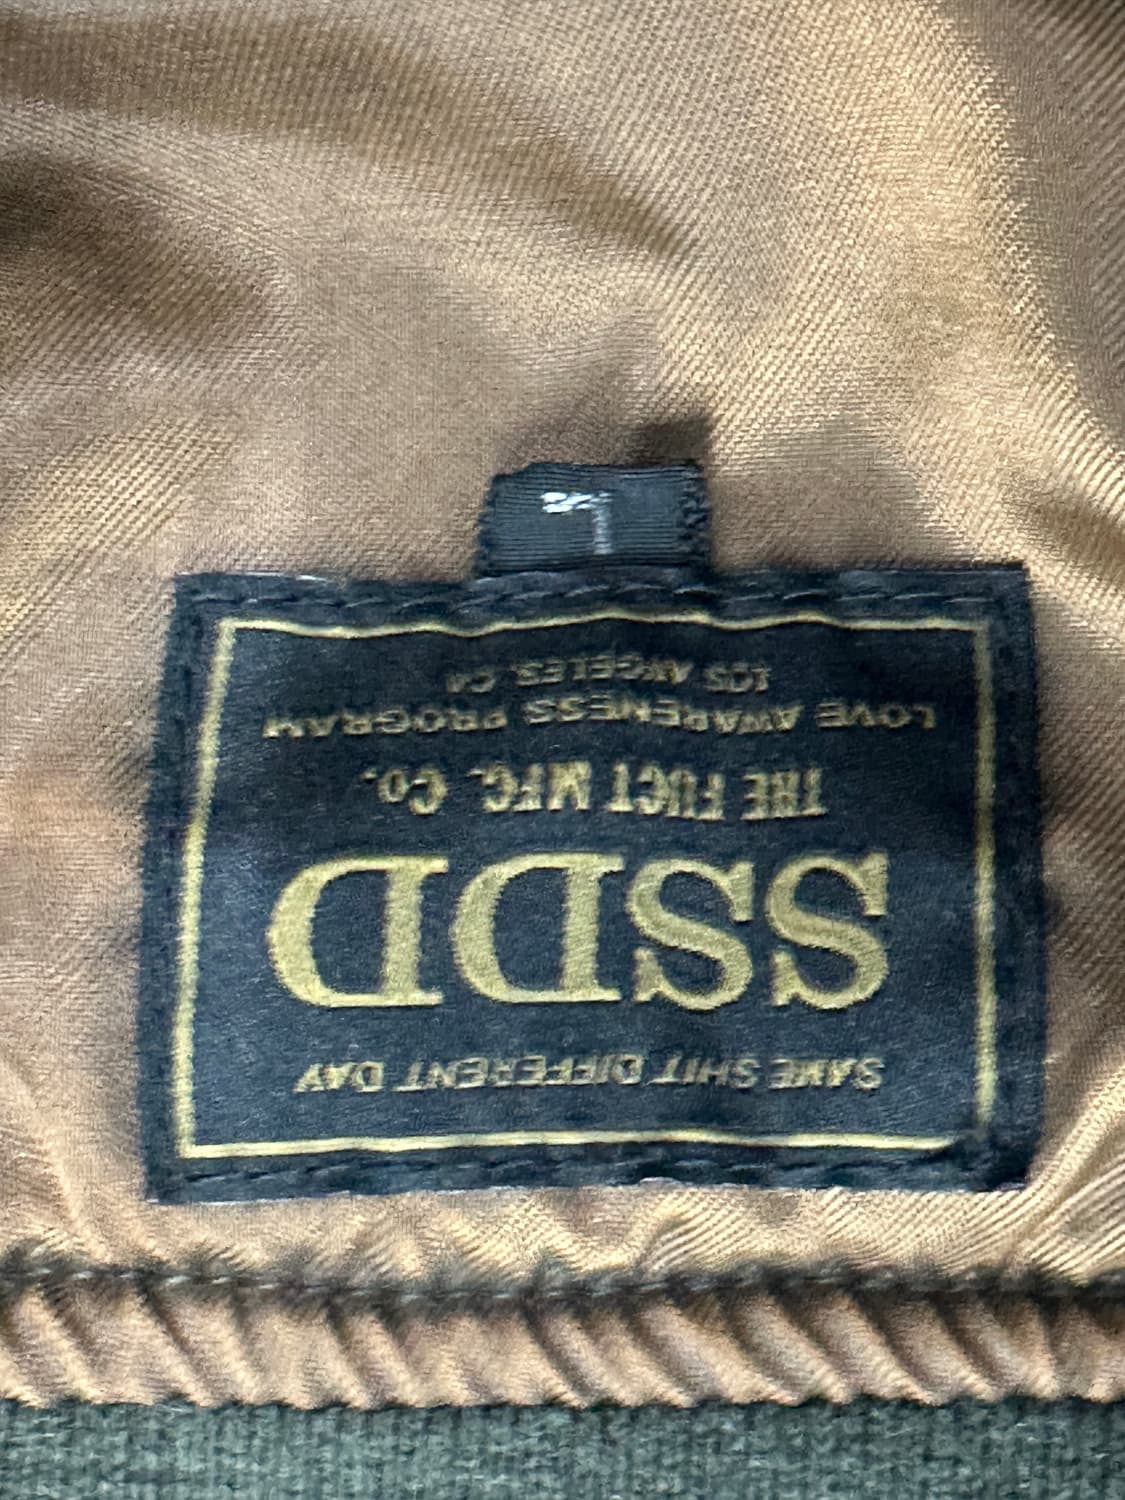 SAME SHIT DIFFERENT DAY
SSDD
THE FUCT MFG. CO.
LOVE AWARENESS PROGRAM
LOS ANGELES, CA
L